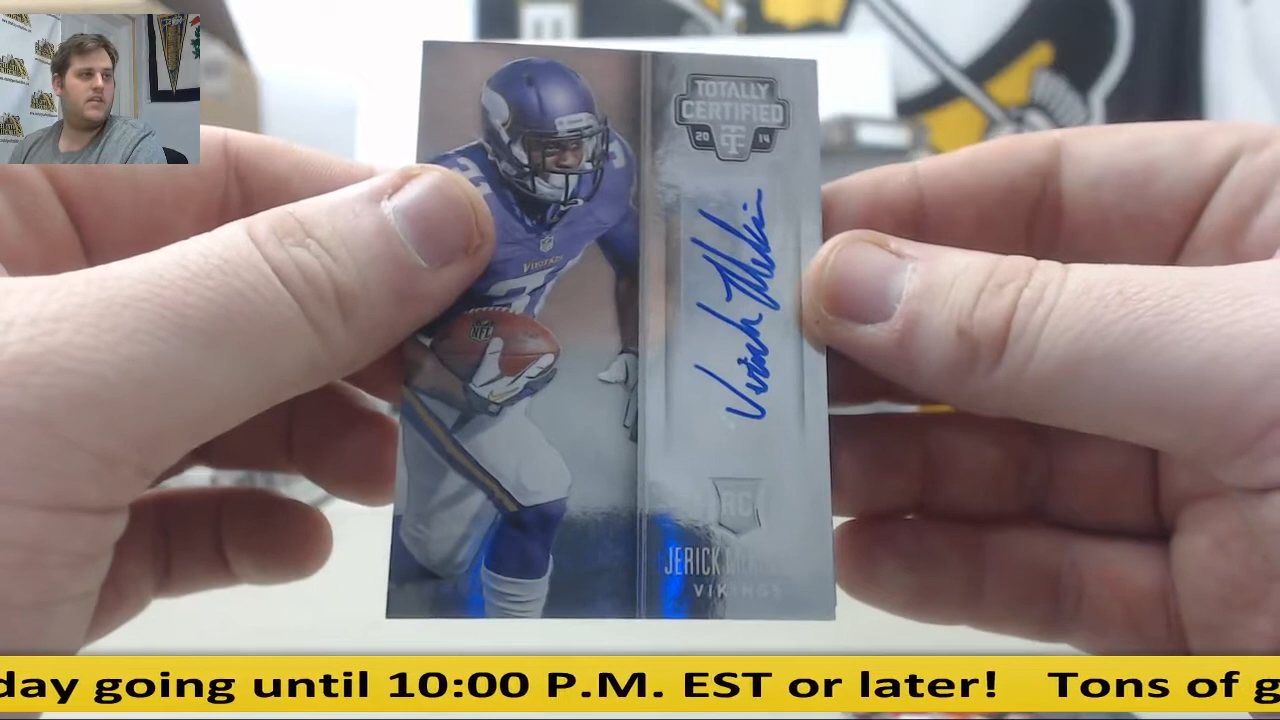 TOTALLY
CERTIFIED
20 14
31
VIKINGS
NFL
RC
JERICK
VIKINGS
day going until 10:00 P.M. EST or later! Tons of g